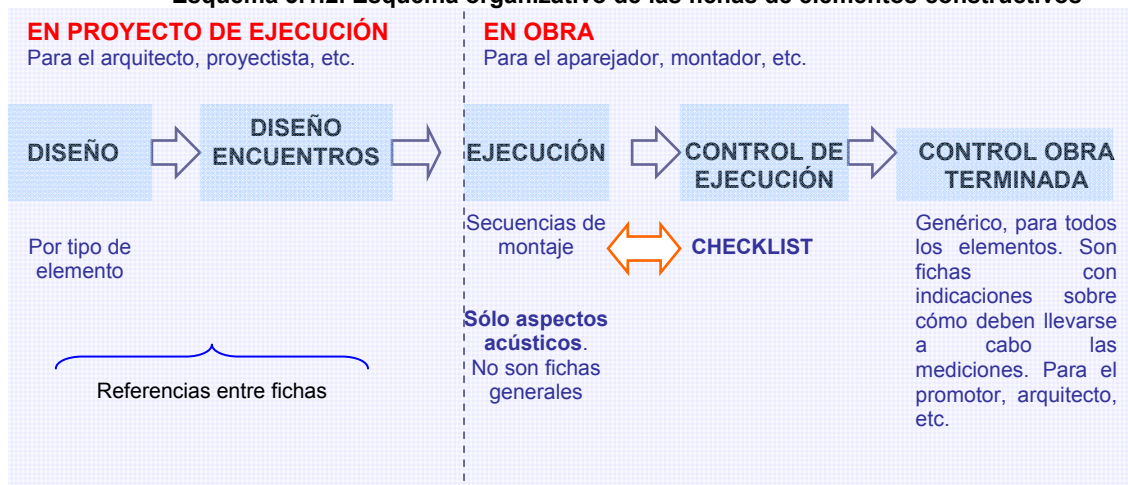 EN PROYECTO DE EJECUCIÓN
Para el arquitecto, proyectista, etc.
EN OBRA
Para el aparejador, montador, etc.
DISEÑO
DISEÑO
ENCUENTROS
EJECUCIÓN
CONTROL DE
EJECUCIÓN
CONTROL OBRA
TERMINADA
Por tipo de
elemento
Referencias entre fichas
Secuencias de
montaje
CHECKLIST
Sólo aspectos
acústicos.
No son fichas
generales
Genérico, para todos
los elementos. Son
fichas con
indicaciones sobre
cómo deben llevarse
a cabo las
mediciones. Para el
promotor, arquitecto,
etc.